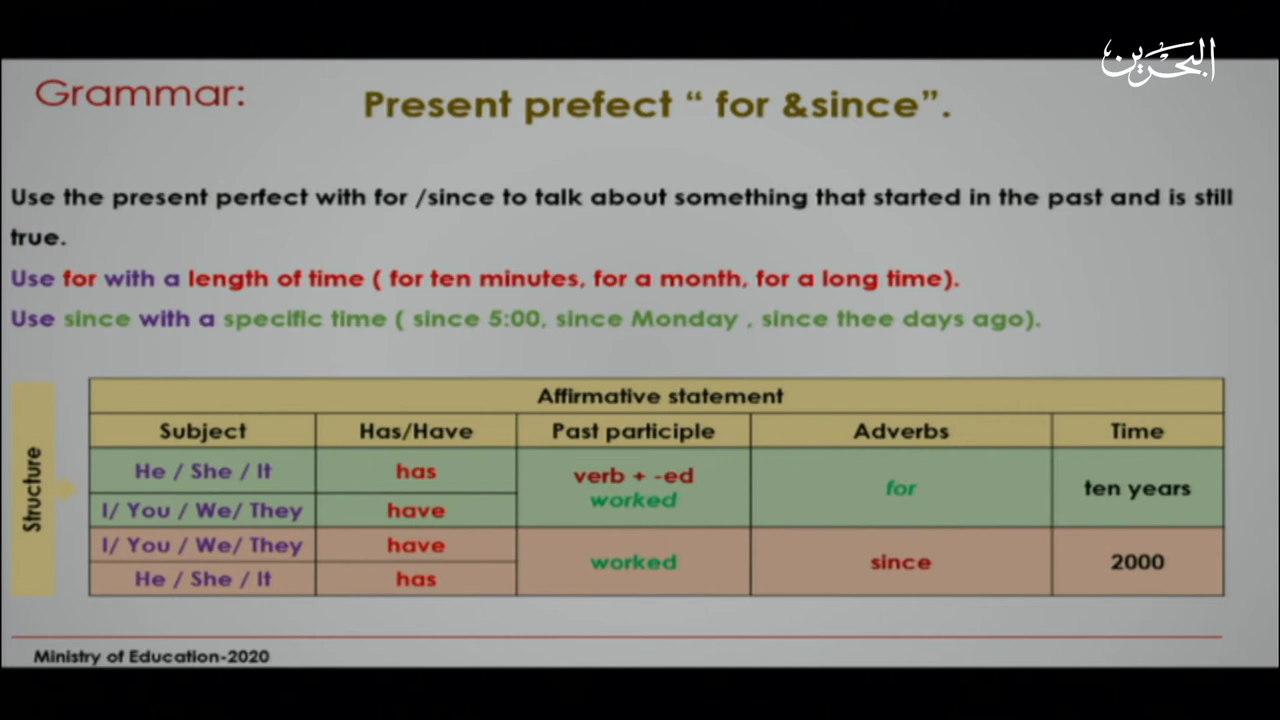 البحرين
Grammar:
Present prefect “ for &since”.
Use the present perfect with for /since to talk about something that started in the past and is still
true.
Use for with a length of time ( for ten minutes, for a month, for a long time).
Use since with a specific time ( since 5:00, since Monday , since thee days ago).
Structure
Affirmative statement
Subject Has/Have Past participle Adverbs Time
He / She / It has verb + -ed
worked for ten years
I/ You / We/ They have
I/ You / We/ They have worked since 2000
He / She / It has
Ministry of Education-2020